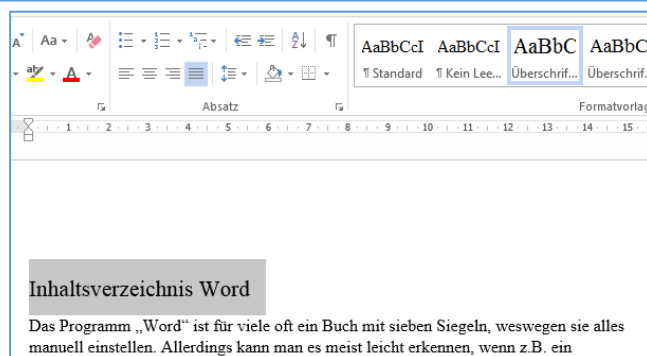 A Aa
AaBbCcI AaBbCcI AaBbC AaBbC
¶ Standard ¶ Kein Lee... Überschrif... Überschrif.
ab A
Absatz Formatvorlag
1 2 3 4 5 6 7 8 9 10 11 12 13 14 15
Inhaltsverzeichnis Word
Das Programm „Word“ ist für viele oft ein Buch mit sieben Siegeln, weswegen sie alles
manuell einstellen. Allerdings kann man es meist leicht erkennen, wenn z.B. ein